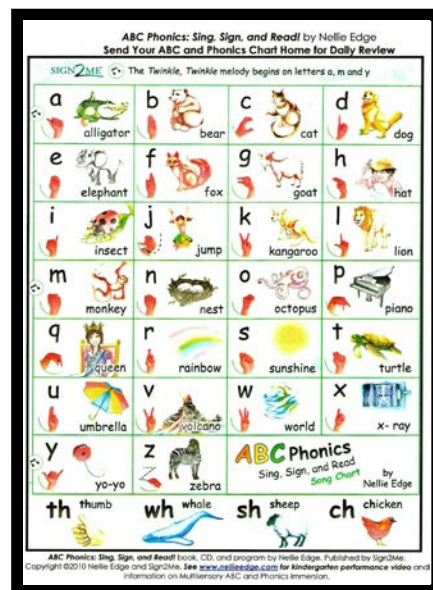 ABC Phonics: Sing, Sign, and Read! by Nellie Edge
Send Your ABC and Phonics Chart Home for Daily Review
SIGN2ME The Twinkle, Twinkle melody begins on letters a, m and y
a alligator b bear c cat d dog
e elephant f fox g goat h hat
i insect j jump k kangaroo l lion
m monkey n nest o octopus p piano
q queen r rainbow s sunshine t turtle
u umbrella v volcano w world x x-ray
y yo-yo z zebra
ABC Phonics
Sing, Sign, and Read
Song Chart
by
Nellie Edge
th thumb wh whale sh sheep ch chicken
ABC Phonics: Sing, Sign, and Read! book, CD, and program by Nellie Edge. Published by Sign2Me.
Copyright ©2010 Nellie Edge and Sign2Me. See www.nellieedge.com for kindergarten performance video and
information on Multisensory ABC and Phonics Immersion.